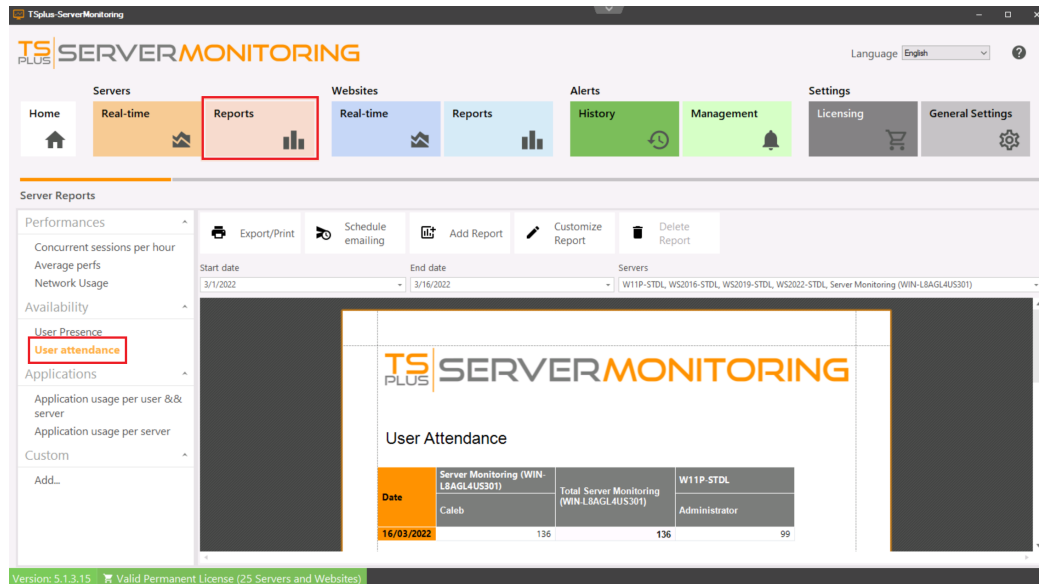 TSplus-ServerMonitoring
TS PLUS SERVERMONITORING
Language English
Servers
Websites
Alerts
Settings
Home
Real-time
Reports
Real-time
Reports
History
Management
Licensing
General Settings
Server Reports
Performances
Concurrent sessions per hour
Average perfs
Network Usage
Availability
User Presence
User attendance
Applications
Application usage per user &&
server
Application usage per server
Custom
Add...
Export/Print
Schedule
emailing
Add Report
Customize
Report
Delete
Report
Start date
End date
Servers
3/1/2022
3/16/2022
W11P-STDL, WS2016-STDL, WS2019-STDL, WS2022-STDL, Server Monitoring (WIN-L8AGL4US301)
TS PLUS SERVERMONITORING
User Attendance
Date
Server Monitoring (WIN-
L8AGL4US301)
Caleb
Total Server Monitoring
(WIN-L8AGL4US301)
W11P-STDL
Administrator
16/03/2022 136 136 99
Version: 5.1.3.15 Valid Permanent License (25 Servers and Websites)